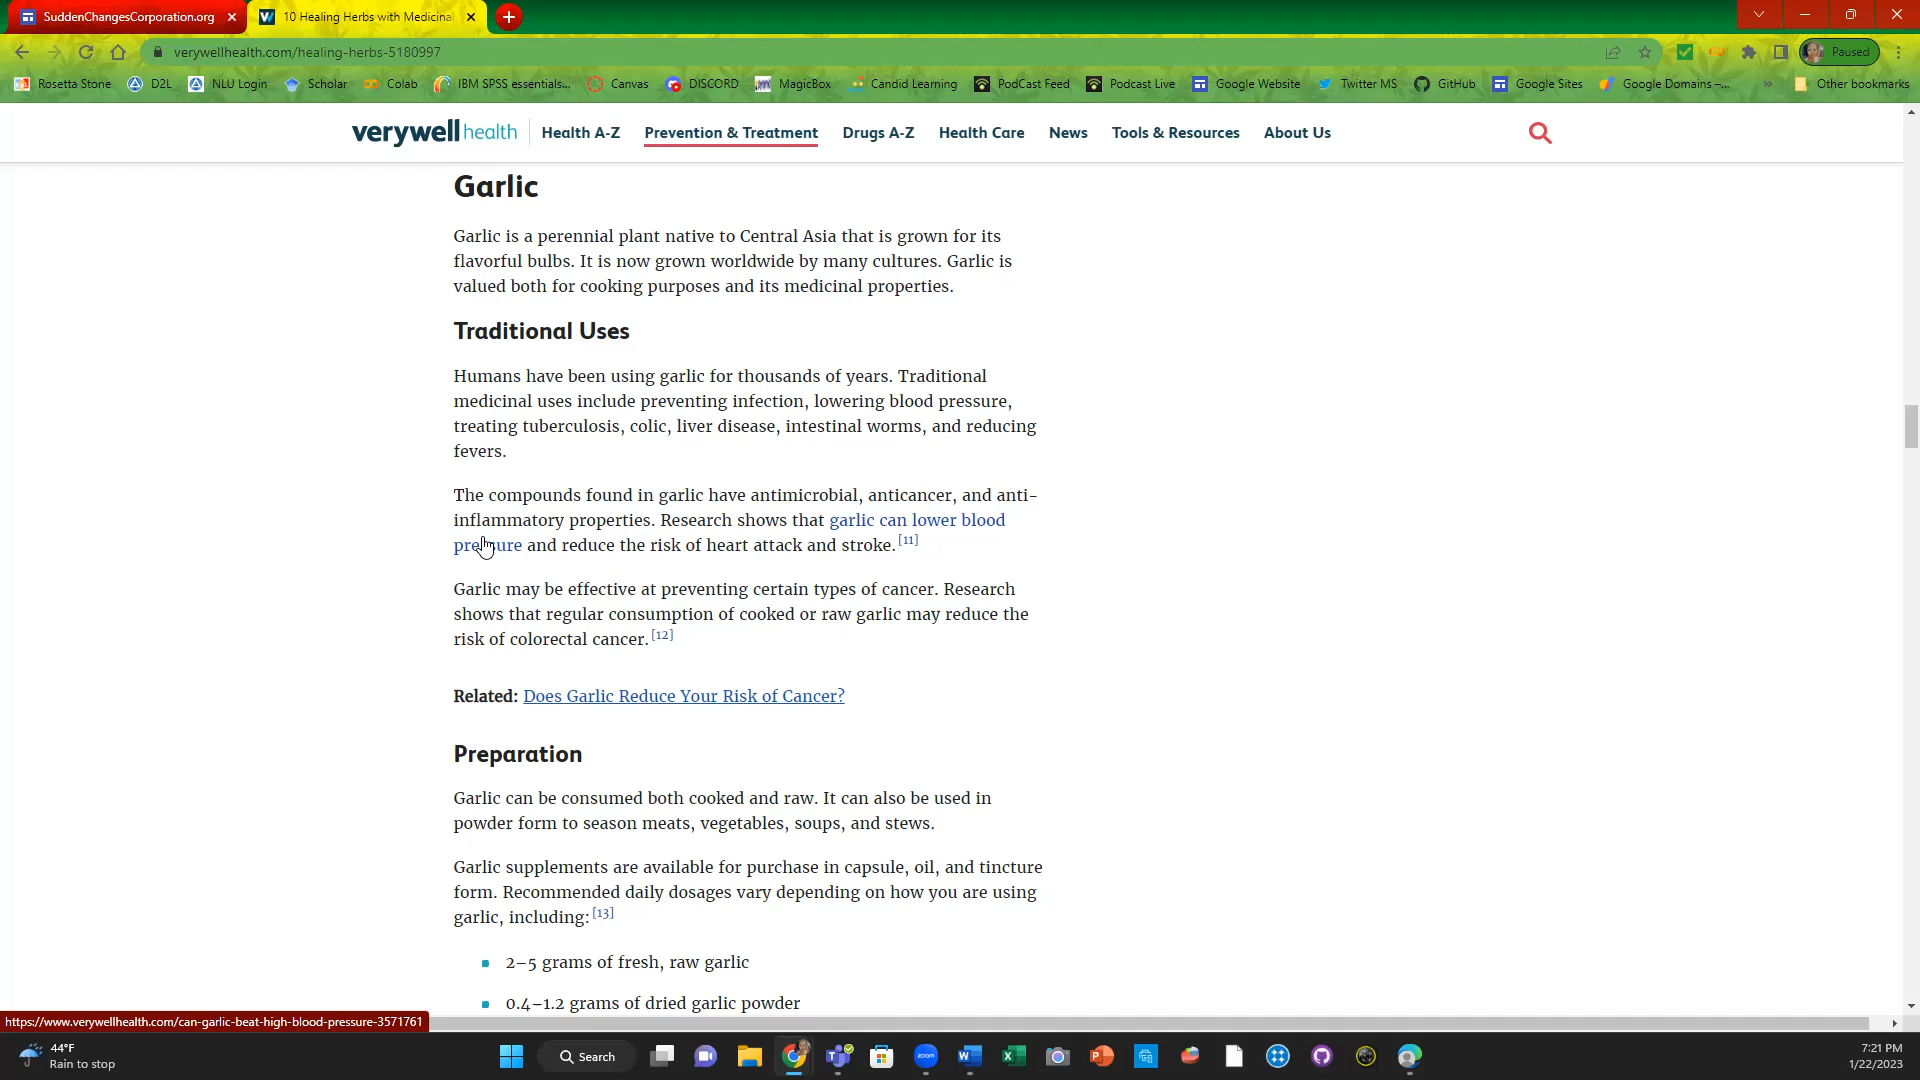 SuddenChangesCorporation.org
10 Healing Herbs with Medicinal
verywellhealth.com/healing-herbs-5180997
Paused
Rosetta Stone D2L NLU Login Scholar Colab IBM SPSS essentials... Canvas DISCORD MagicBox Candid Learning PodCast Feed Podcast Live Google Website Twitter MS GitHub Google Sites Google Domains –... » Other bookmarks
verywell health Health A-Z Prevention & Treatment Drugs A-Z Health Care News Tools & Resources About Us
Garlic
Garlic is a perennial plant native to Central Asia that is grown for its
flavorful bulbs. It is now grown worldwide by many cultures. Garlic is
valued both for cooking purposes and its medicinal properties.
Traditional Uses
Humans have been using garlic for thousands of years. Traditional
medicinal uses include preventing infection, lowering blood pressure,
treating tuberculosis, colic, liver disease, intestinal worms, and reducing
fevers.
The compounds found in garlic have antimicrobial, anticancer, and anti-
inflammatory properties. Research shows that garlic can lower blood
pressure and reduce the risk of heart attack and stroke. [11]
Garlic may be effective at preventing certain types of cancer. Research
shows that regular consumption of cooked or raw garlic may reduce the
risk of colorectal cancer. [12]
Related: Does Garlic Reduce Your Risk of Cancer?
Preparation
Garlic can be consumed both cooked and raw. It can also be used in
powder form to season meats, vegetables, soups, and stews.
Garlic supplements are available for purchase in capsule, oil, and tincture
form. Recommended daily dosages vary depending on how you are using
garlic, including: [13]
2–5 grams of fresh, raw garlic
0.4–1.2 grams of dried garlic powder
https://www.verywellhealth.com/can-garlic-beat-high-blood-pressure-3571761
44°F
Rain to stop
Search
zoom
7:21 PM
1/22/2023